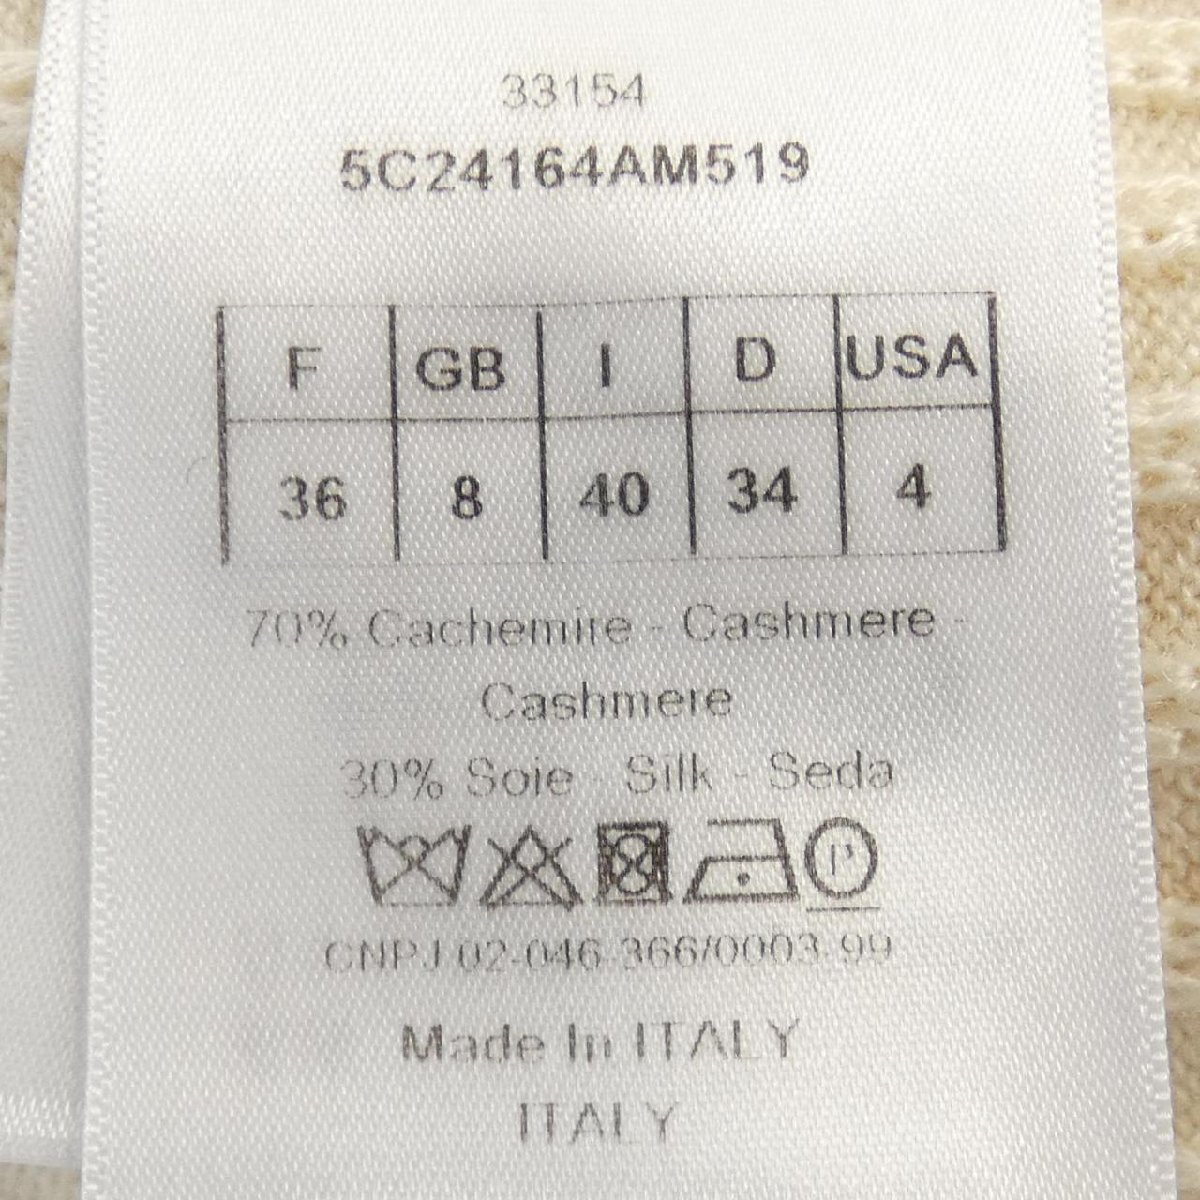 33154
5C24164AM519
F GB I D USA
36 8 40 34 4
70% Cachemire - Cashmere -
Cashmere
30% Soie - Silk - Seda
P
CNPJ 02-046-366/0003-99
Made In ITALY
ITALY